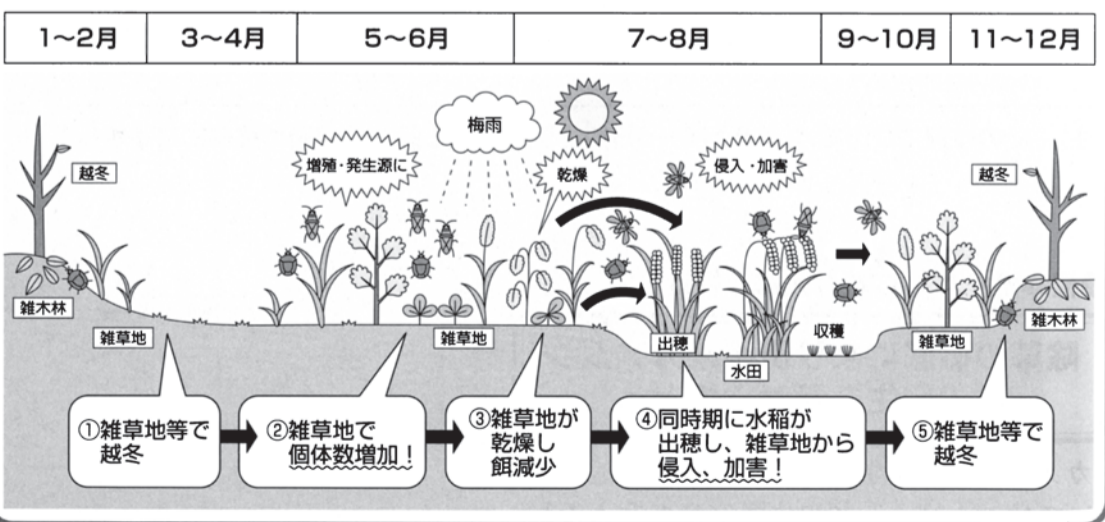 1～2月
3～4月
5～6月
7～8月
9～10月
11～12月
梅雨
増殖・発生源に
乾燥
侵入・加害
越冬
越冬
雑木林
雑草地
雑草地
出穂
水田
収穫
雑草地
雑木林
①雑草地等で
越冬
②雑草地で
個体数増加！
③雑草地が
乾燥し
餌減少
④同時期に水稲が
出穂し、雑草地から
侵入、加害！
⑤雑草地等で
越冬